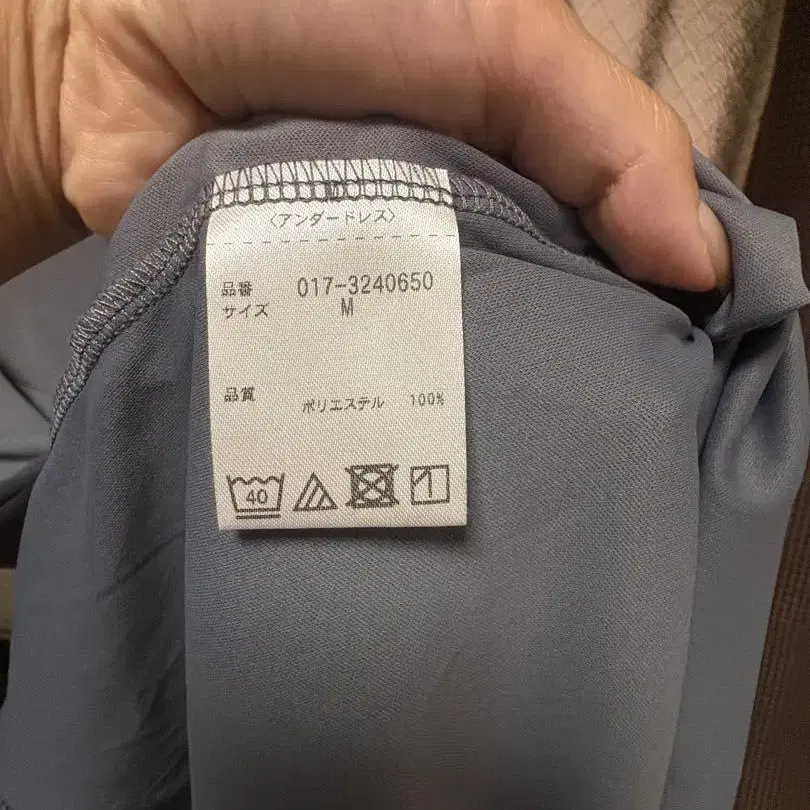 〈アンダードレス〉
品番 017-3240650
サイズ M
品質 ポリエステル 100%
40